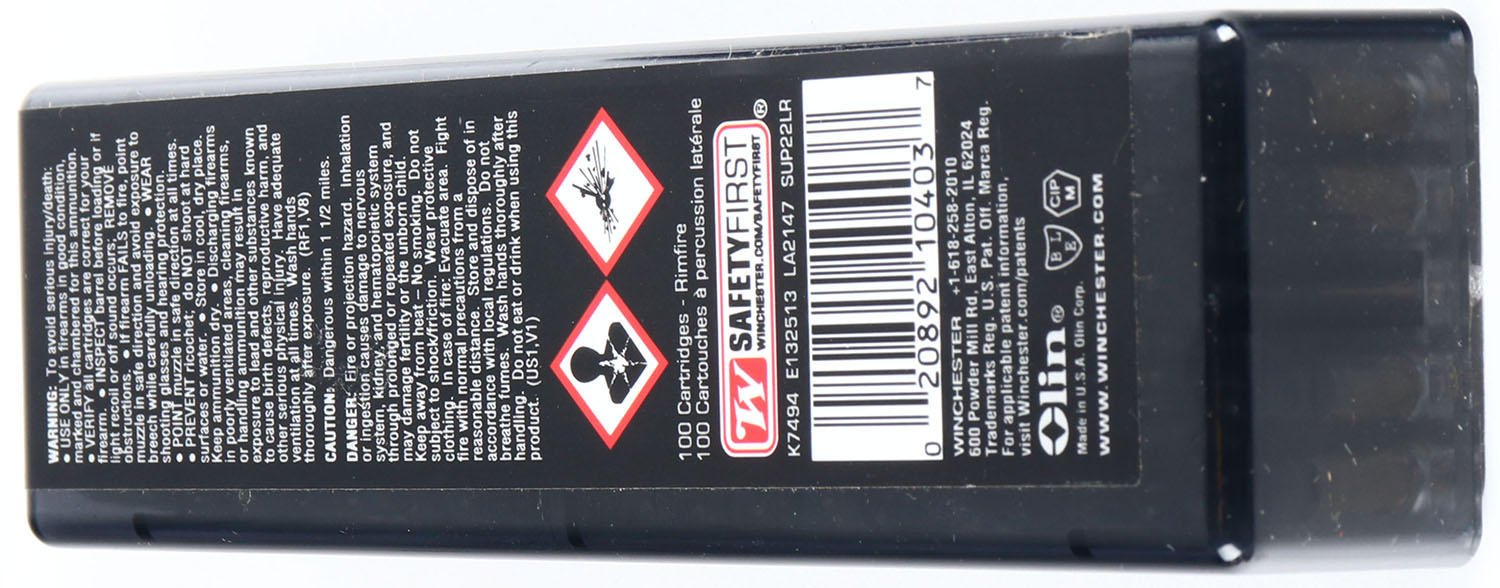 WARNING: To avoid serious injury/death:
• USE ONLY in firearms in good condition,
marked and chambered for this ammunition.
• VERIFY all cartridges are correct for your
firearm. • INSPECT barrel before loading or if
light recoil or off sound occurs, REMOVE
obstructions. • If firearm FAILS to fire, point
muzzle in safe direction and avoid exposure to
breech while carefully unloading. • WEAR
shooting glasses and hearing protection.
• POINT muzzle in safe direction at all times.
• PREVENT ricochet; do NOT shoot at hard
surfaces or water. • Store in cool, dry place.
Keep ammunition dry. • Discharging firearms
in poorly ventilated areas, cleaning firearms,
or handling ammunition may result in
exposure to lead and other substances known
to cause birth defects, reproductive harm, and
other serious physical injury. Have adequate
ventilation at all times. Wash hands
thoroughly after exposure. (RF1,V8)
CAUTION: Dangerous within 1 1/2 miles.
DANGER: Fire or projection hazard. Inhalation
or ingestion causes damage to nervous
system, kidney, and hematopoietic system
through prolonged or repeated exposure, and
may damage fertility or the unborn child.
Keep away from heat – No smoking. Do not
subject to shock/friction. Wear protective
clothing. In case of fire: Evacuate area. Fight
fire with normal precautions from a
reasonable distance. Store and dispose of in
accordance with local regulations. Do not
breathe fumes. Wash hands thoroughly after
handling. Do not eat or drink when using this
product. (US1,V1)
100 Cartridges - Rimfire
100 Cartouches à percussion latérale
W SAFETYFIRST ®
WINCHESTER.COM/SAFETYFIRST
K7494 E132513 LA2147 SUP22LR
0 20892 10403 7
WINCHESTER +1-618-258-2010
600 Powder Mill Rd, East Alton, IL 62024
Trademarks Reg. U.S. Pat. Off. Marca Reg.
For applicable patent information,
visit Winchester.com/patents
Olin ® BLEL CIP M
Made in U.S.A. Olin Corp.
WWW.WINCHESTER.COM